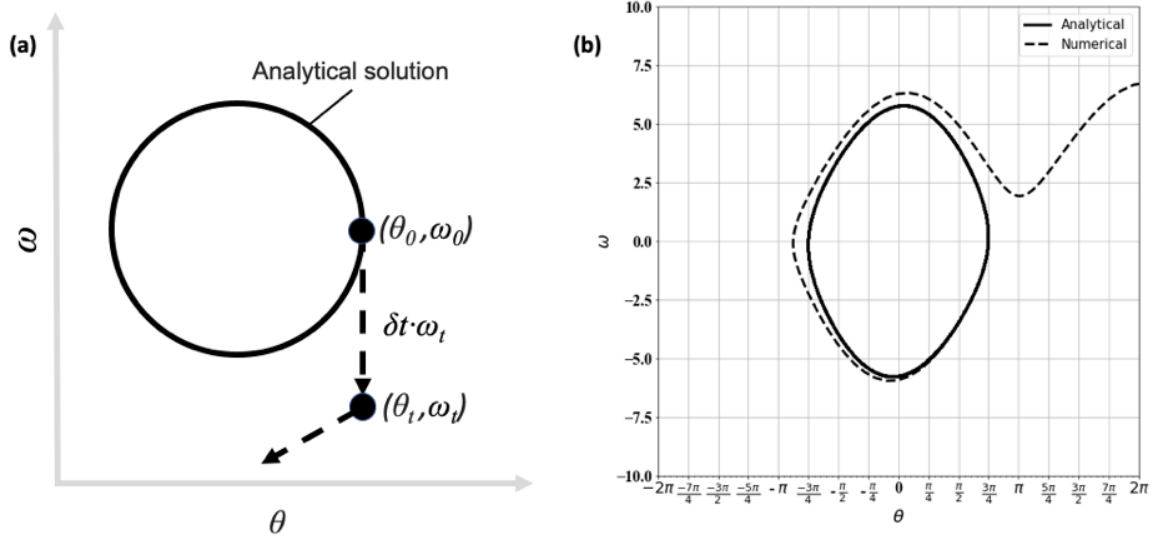 (a)
Analytical solution
(θ₀,ω₀)
δt·ωₜ
(θₜ,ωₜ)
ω
θ
(b)
Analytical
Numerical
10.0
7.5
5.0
2.5
0.0
−2.5
−5.0
−7.5
−10.0
ω
−2π −7π/4 −3π/2 −5π/4 -π −3π/4 -π/2 -π/4 0 π/4 π/2 3π/4 π 5π/4 3π/2 7π/4 2π
θ